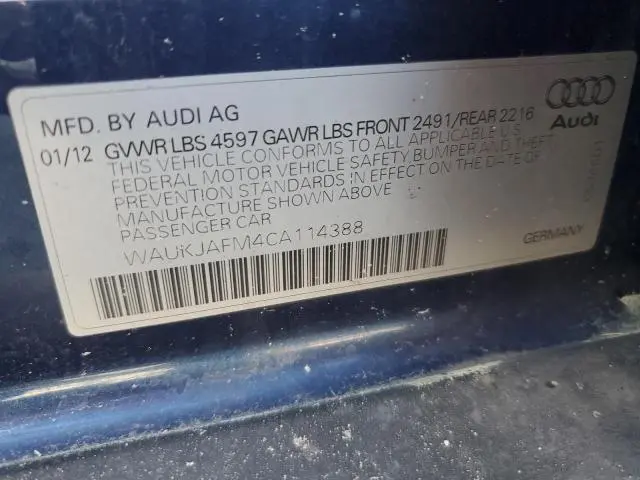 MFD. BY AUDI AG
01/12 GVWR LBS 4597 GAWR LBS FRONT 2491/REAR 2216
THIS VEHICLE CONFORMS TO ALL APPLICABLE U.S.
FEDERAL MOTOR VEHICLE SAFETY, BUMPER AND THEFT
PREVENTION STANDARDS IN EFFECT ON THE DATE OF
MANUFACTURE SHOWN ABOVE
PASSENGER CAR
WAUKJAFM4CA114388
Audi
GERMANY